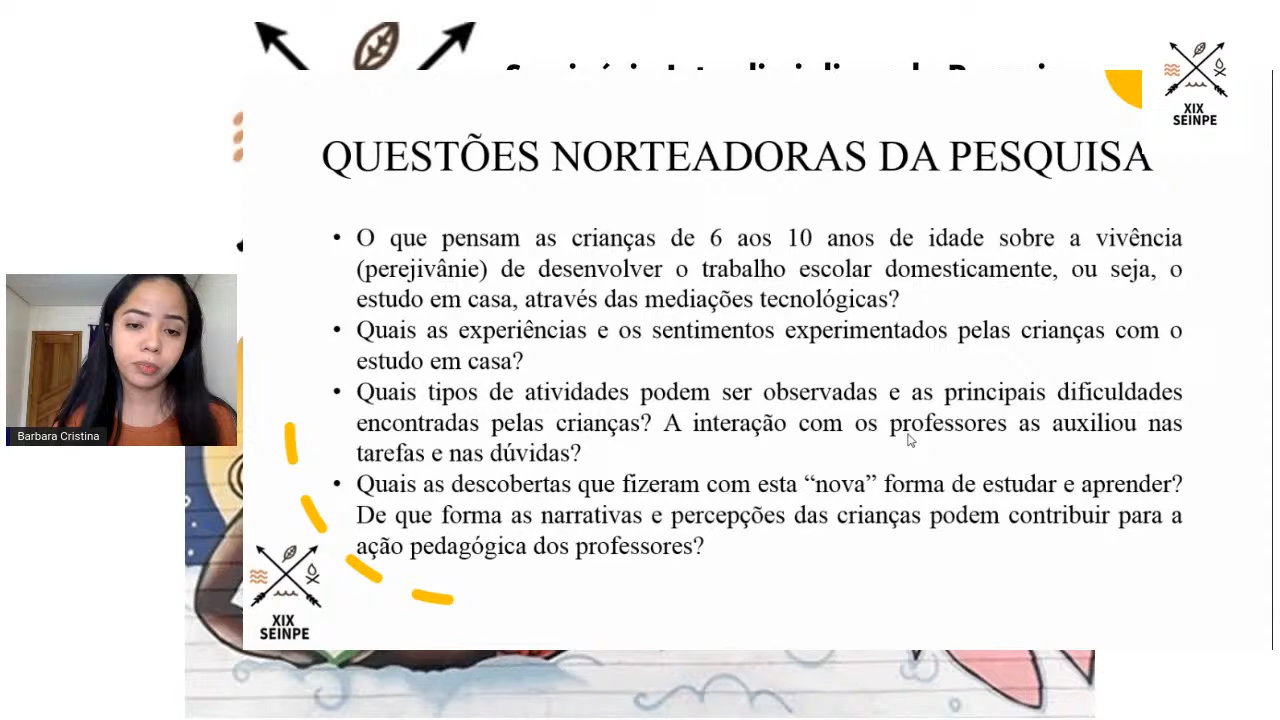 XIX
SEINPE
QUESTÕES NORTEADORAS DA PESQUISA
• O que pensam as crianças de 6 aos 10 anos de idade sobre a vivência
(perejivânie) de desenvolver o trabalho escolar domesticamente, ou seja, o
estudo em casa, através das mediações tecnológicas?
• Quais as experiências e os sentimentos experimentados pelas crianças com o
estudo em casa?
• Quais tipos de atividades podem ser observadas e as principais dificuldades
encontradas pelas crianças? A interação com os professores as auxiliou nas
tarefas e nas dúvidas?
• Quais as descobertas que fizeram com esta “nova” forma de estudar e aprender?
De que forma as narrativas e percepções das crianças podem contribuir para a
ação pedagógica dos professores?
Barbara Cristina
XIX
SEINPE